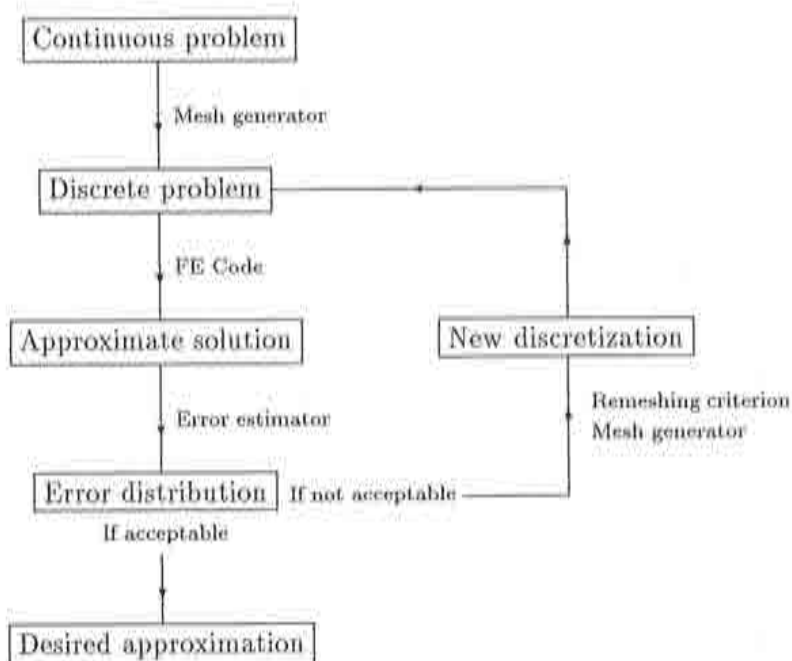 Continuous problem
Mesh generator
Discrete problem
FE Code
Approximate solution
New discretization
Remeshing criterion
Mesh generator
Error estimator
Error distribution
If not acceptable
If acceptable
Desired approximation